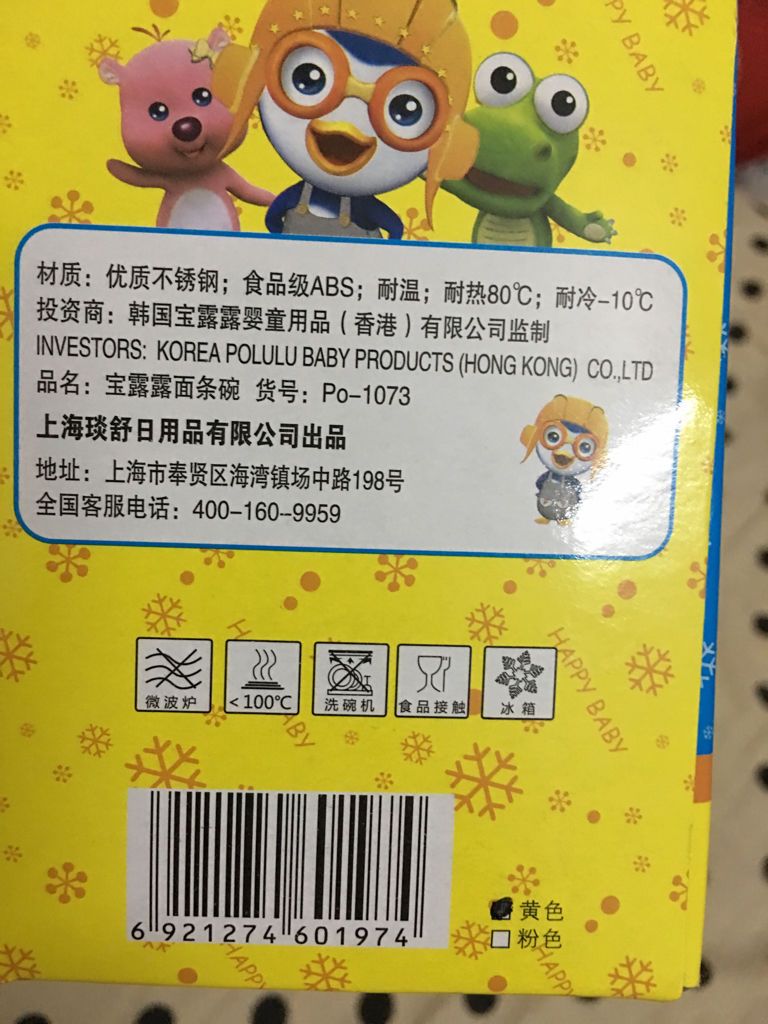 HAPPY BABY
材质：优质不锈钢；食品级ABS；耐温；耐热80℃；耐冷-10℃
投资商：韩国宝露露婴童用品（香港）有限公司监制
INVESTORS: KOREA POLULU BABY PRODUCTS (HONG KONG) CO.,LTD
品名：宝露露面条碗 货号：Po-1073
上海琰舒日用品有限公司出品
地址：上海市奉贤区海湾镇场中路198号
全国客服电话：400-160--9959
HAPPY BABY
微波炉 <100℃ 洗碗机 食品接触 冰箱
6 921274 601974
黄色
粉色